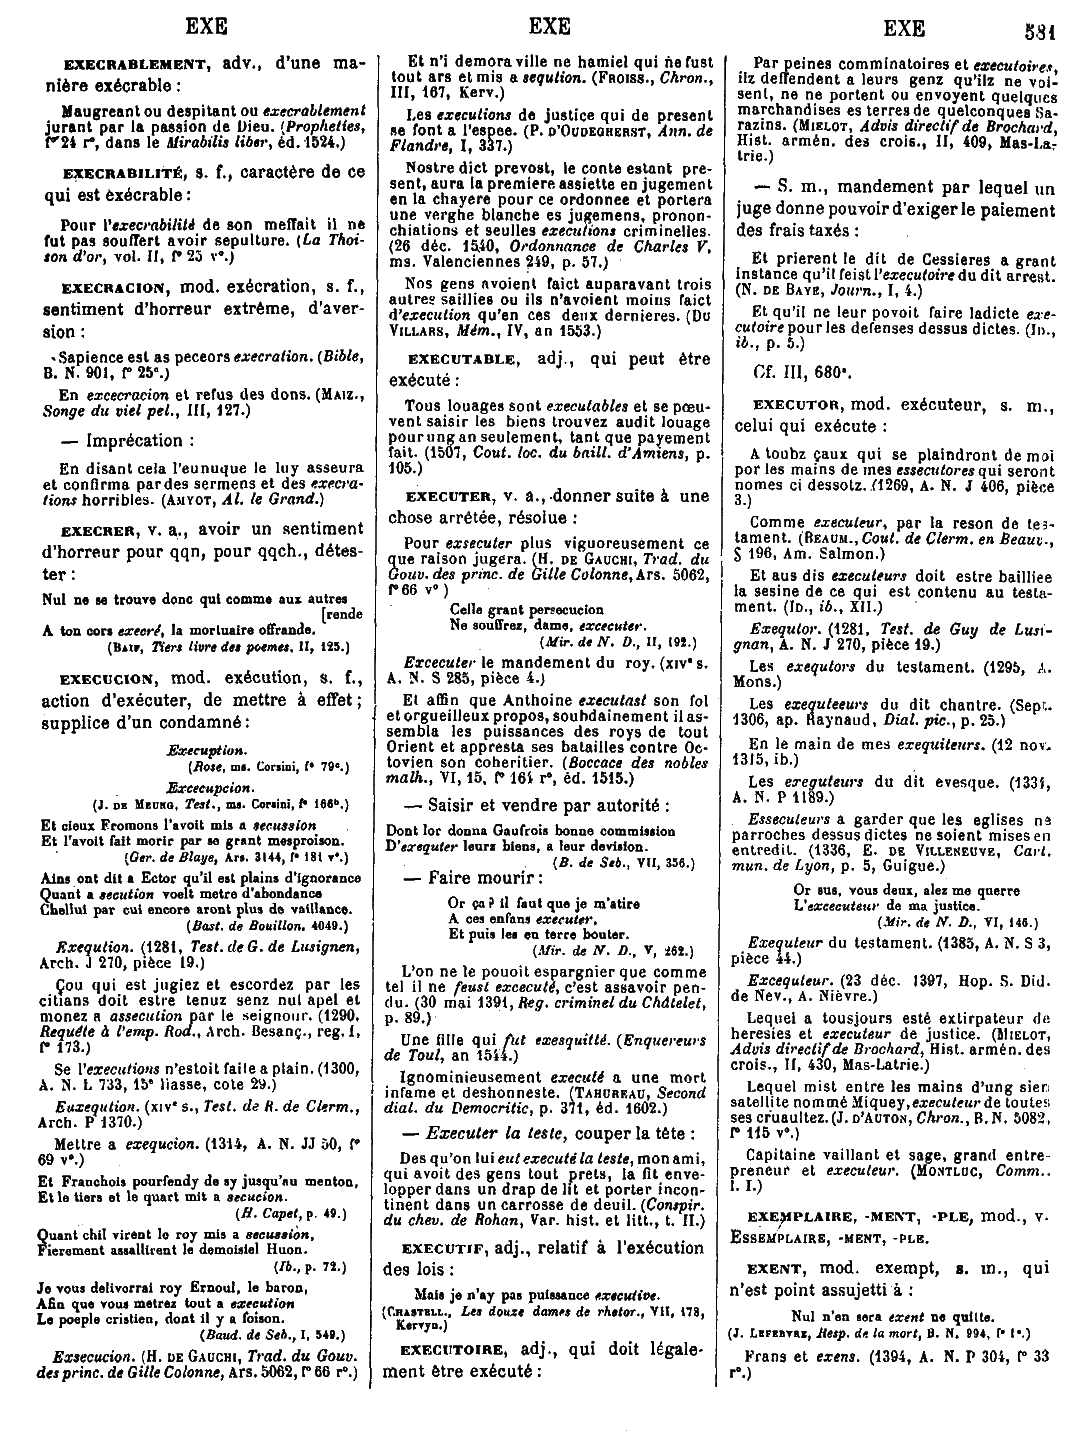 EXE EXE EXE 581
EXECRABLEMENT, adv., d'une ma-
nière exécrable :
Maugreant ou despitant ou execrablement
jurant par la passion de Dieu. (Propheties,
f° 24 r°, dans le Mirabilis liber, éd. 1524.)
EXECRABILITÉ, s. f., caractère de ce
qui est exécrable :
Pour l'execrabilité de son meffait il ne
fut pas souffert avoir sepulture. (La Thoi-
son d'or, vol. II, f° 25 v°.)
EXECRACION, mod. exécration, s. f.,
sentiment d'horreur extrême, d'aver-
sion :
Sapience est as peceors execration. (Bible,
B. N. 901, f° 25ᶜ.)
En excecracion et refus des dons. (MAIZ.,
Songe du viel pel., III, 127.)
— Imprécation :
En disant cela l'eunuque le luy asseura
et confirma par des sermens et des execra-
tions horribles. (AMYOT, Al. le Grand.)
EXECRER, v. a., avoir un sentiment
d'horreur pour qqn, pour qqch., détes-
ter :
Nul ne se trouve donc qui comme aux autres
[rende
A ton cors execré, la mortuaire offrande.
(BAIF, Tiers livre des poemes, II, 125.)
EXECUCION, mod. exécution, s. f.,
action d'exécuter, de mettre à effet ;
supplice d'un condamné :
Execuption.
(Rose, ms. Corsini, f° 79ᶜ.)
Excecupcion.
(J. DE MEUNG, Test., ms. Corsini, f° 166ᵇ.)
Et cieux Fromons l'avoit mis a secussion
Et l'avoit fait morir par se grant mesproison.
(Ger. de Blaye, Ars. 3144, f° 181 v°.)
Ains ont dit a Ector qu'il est plains d'ignorance
Quant a secution voelt metre d'abondance
Chellui par cui encore aront plus de vaillance.
(Bast. de Bouillon, 4049.)
Exeqution. (1281, Test. de G. de Lusignen,
Arch. J 270, pièce 19.)
Çou qui est jugiez et escordez par les
citians doit estre tenuz senz nul apel et
monez a assecution par le seignour. (1290,
Requête à l'emp. Rod., Arch. Besanç., reg. I,
f° 173.)
Se l'executions n'estoit faite a plain. (1300,
A. N. L 733, 15ᵉ liasse, cote 29.)
Euxeqution. (XIVᵉ s., Test. de R. de Clerm.,
Arch. P 1370.)
Mettre a exequcion. (1314, A. N. JJ 50, f°
69 v°.)
Et Franchois pourfendy de sy jusqu'au menton,
Et le tiers et le quart mit a secucion.
(H. Capet, p. 49.)
Quant chil virent le roy mis a secussion,
Fierement assallirent le demoisiel Huon.
(Ib., p. 72.)
Je vous delivorrai roy Ernoul, le baron,
Afin que vous metrez tout a execution
Le poeple cristien, dont il y a foison.
(Baud. de Seb., I, 549.)
Exsecucion. (H. DE GAUCHI, Trad. du Gouv.
des princ. de Gille Colonne, Ars. 5062, f° 66 r°.)
Et n'i demora ville ne hamiel qui ne fust
tout ars et mis a seqution. (FROISS., Chron.,
III, 167, Kerv.)
Les executions de justice qui de present
se font a l'espee. (P. D'OUDEGHERST, Ann. de
Flandre, I, 337.)
Nostre dict prevost, le conte estant pre-
sent, aura la premiere assiette en jugement
en la chayere pour ce ordonnee et portera
une verghe blanche es jugemens, pronon-
chiations et seulles executions criminelles.
(26 déc. 1540, Ordonnance de Charles V,
ms. Valenciennes 249, p. 57.)
Nos gens avoient faict auparavant trois
autres saillies ou ils n'avoient moins faict
d'execution qu'en ces deux dernieres. (DU
VILLARS, Mém., IV, an 1553.)
EXECUTABLE, adj., qui peut être
exécuté :
Tous louages sont executables et se pœu-
vent saisir les biens trouvez audit louage
pour ung an seulement, tant que payement
fait. (1507, Cout. loc. du baill. d'Amiens, p.
105.)
EXECUTER, v. a., donner suite à une
chose arrêtée, résolue :
Pour exsecuter plus viguoreusement ce
que raison jugera. (H. DE GAUCHI, Trad. du
Gouv. des princ. de Gille Colonne, Ars. 5062,
f° 66 v°)
Celle grant persecucion
Ne souffrez, dame, excecuter.
(Mir. de N. D., II, 192.)
Excecuter le mandement du roy. (XIVᵉ s.
A. N. S 285, pièce 4.)
Et affin que Anthoine executast son fol
et orgueilleux propos, souhdainement il as-
sembla les puissances des roys de tout
Orient et appresta ses batailles contre Oc-
tovien son coheritier. (Boccace des nobles
malh., VI, 15, f° 161 r°, éd. 1515.)
— Saisir et vendre par autorité :
Dont lor donna Gaufrois bonne commission
D'exequter leurs biens, a leur devision.
(B. de Seb., VII, 356.)
— Faire mourir :
Or ça ? il faut que je m'atire
A ces enfans executer,
Et puis les en terre bouter.
(Mir. de N. D., V, 262.)
L'on ne le pouoit espargnier que comme
tel il ne feust excecuté, c'est assavoir pen-
du. (30 mai 1391, Reg. criminel du Châtelet,
p. 89.)
Une fille qui fut exesquitté. (Enquereurs
de Toul, an 1544.)
Ignominieusement executé a une mort
infame et deshonneste. (TAHUREAU, Second
dial. du Democritic, p. 371, éd. 1602.)
— Executer la teste, couper la tête :
Des qu'on lui eut executé la teste, mon ami,
qui avoit des gens tout prets, la fit enve-
lopper dans un drap de lit et porter incon-
tinent dans un carrosse de deuil. (Conspir.
du chev. de Rohan, Var. hist. et litt., t. II.)
EXECUTIF, adj., relatif à l'exécution
des lois :
Mais je n'ay pas puissance executive.
(CHASTELL., Les douze dames de rhetor., VII, 178,
Kervyn.)
EXECUTOIRE, adj., qui doit légale-
ment être exécuté :
Par peines comminatoires et executoires,
ilz deffendent a leurs genz qu'ilz ne voi-
sent, ne ne portent ou envoyent quelques
marchandises es terres de quelconques Sa-
razins. (MIELOT, Advis directif de Brochard,
Hist. armén. des crois., II, 409, Mas-La-
trie.)
— S. m., mandement par lequel un
juge donne pouvoir d'exiger le paiement
des frais taxés :
Et prierent le dit de Cessieres a grant
instance qu'il feist l'executoire du dit arrest.
(N. DE BAYE, Journ., I, 4.)
Et qu'il ne leur povoit faire ladicte exe-
cutoire pour les defenses dessus dictes. (ID.,
ib., p. 5.)
Cf. III, 680ᵃ.
EXECUTOR, mod. exécuteur, s. m.,
celui qui exécute :
A toubz çaux qui se plaindront de moi
por les mains de mes essecutores qui seront
nomes ci dessotz. (1269, A. N. J 406, pièce
3.)
Comme executeur, par la reson de tes-
tament. (BEAUM., Cout. de Clerm. en Beauv.,
§ 196, Am. Salmon.)
Et aus dis executeurs doit estre bailliee
la sesine de ce qui est contenu au testa-
ment. (ID., ib., XII.)
Exequtor. (1281, Test. de Guy de Lusi-
gnan, A. N. J 270, pièce 19.)
Les exequtors du testament. (1295, A.
Mons.)
Les exequteeurs du dit chantre. (Sept.
1306, ap. Raynaud, Dial. pic., p. 25.)
En le main de mes exequiteurs. (12 nov.
1315, ib.)
Les exequteurs du dit evesque. (1331,
A. N. P 1189.)
Esseculeurs a garder que les eglises ne
parroches dessus dictes ne soient mises en
entredit. (1336, E. DE VILLENEUVE, Cart.
mun. de Lyon, p. 5, Guigue.)
Or sus, vous deux, alez me querre
L'excecuteur de ma justice.
(Mir. de N. D., VI, 146.)
Exequteur du testament. (1385, A. N. S 3,
pièce 44.)
Excequteur. (23 déc. 1397, Hop. S. Did.
de Nev., A. Nièvre.)
Lequel a tousjours esté extirpateur de
heresies et executeur de justice. (MIELOT,
Advis directif de Brochard, Hist. armén. des
crois., II, 430, Mas-Latrie.)
Lequel mist entre les mains d'ung sien
satellite nommé Miquey, executeur de toutes
ses cruaultez. (J. D'AUTON, Chron., B. N. 5082,
f° 115 v°.)
Capitaine vaillant et sage, grand entre-
preneur et executeur. (MONTLUC, Comm.,
l. I.)
EXEMPLAIRE, -MENT, -PLE, mod., v.
ESSEMPLAIRE, -MENT, -PLE.
EXENT, mod. exempt, s. m., qui
n'est point assujetti à :
Nul n'en sera exent ne quitte.
(J. LEFEBVRE, Resp. de la mort, B. N. 994, f° 1ᵃ.)
Frans et exens. (1394, A. N. P 304, f° 33
r°.)